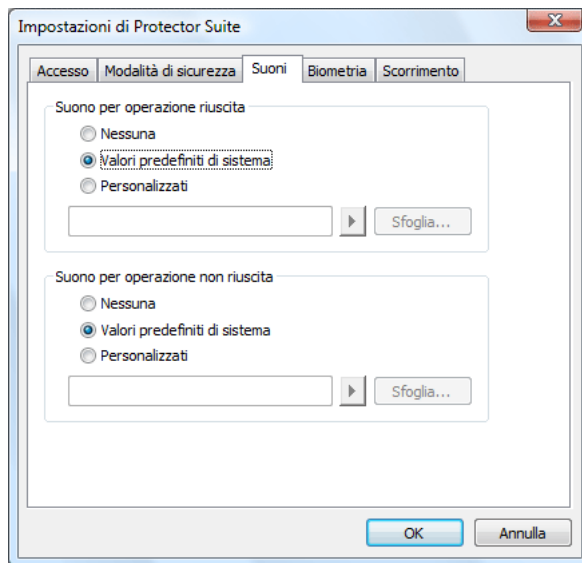 Impostazioni di Protector Suite
Accesso Modalità di sicurezza Suoni Biometria Scorrimento
Suono per operazione riuscita
Nessuna
Valori predefiniti di sistema
Personalizzati
Sfoglia...
Suono per operazione non riuscita
Nessuna
Valori predefiniti di sistema
Personalizzati
Sfoglia...
OK Annulla